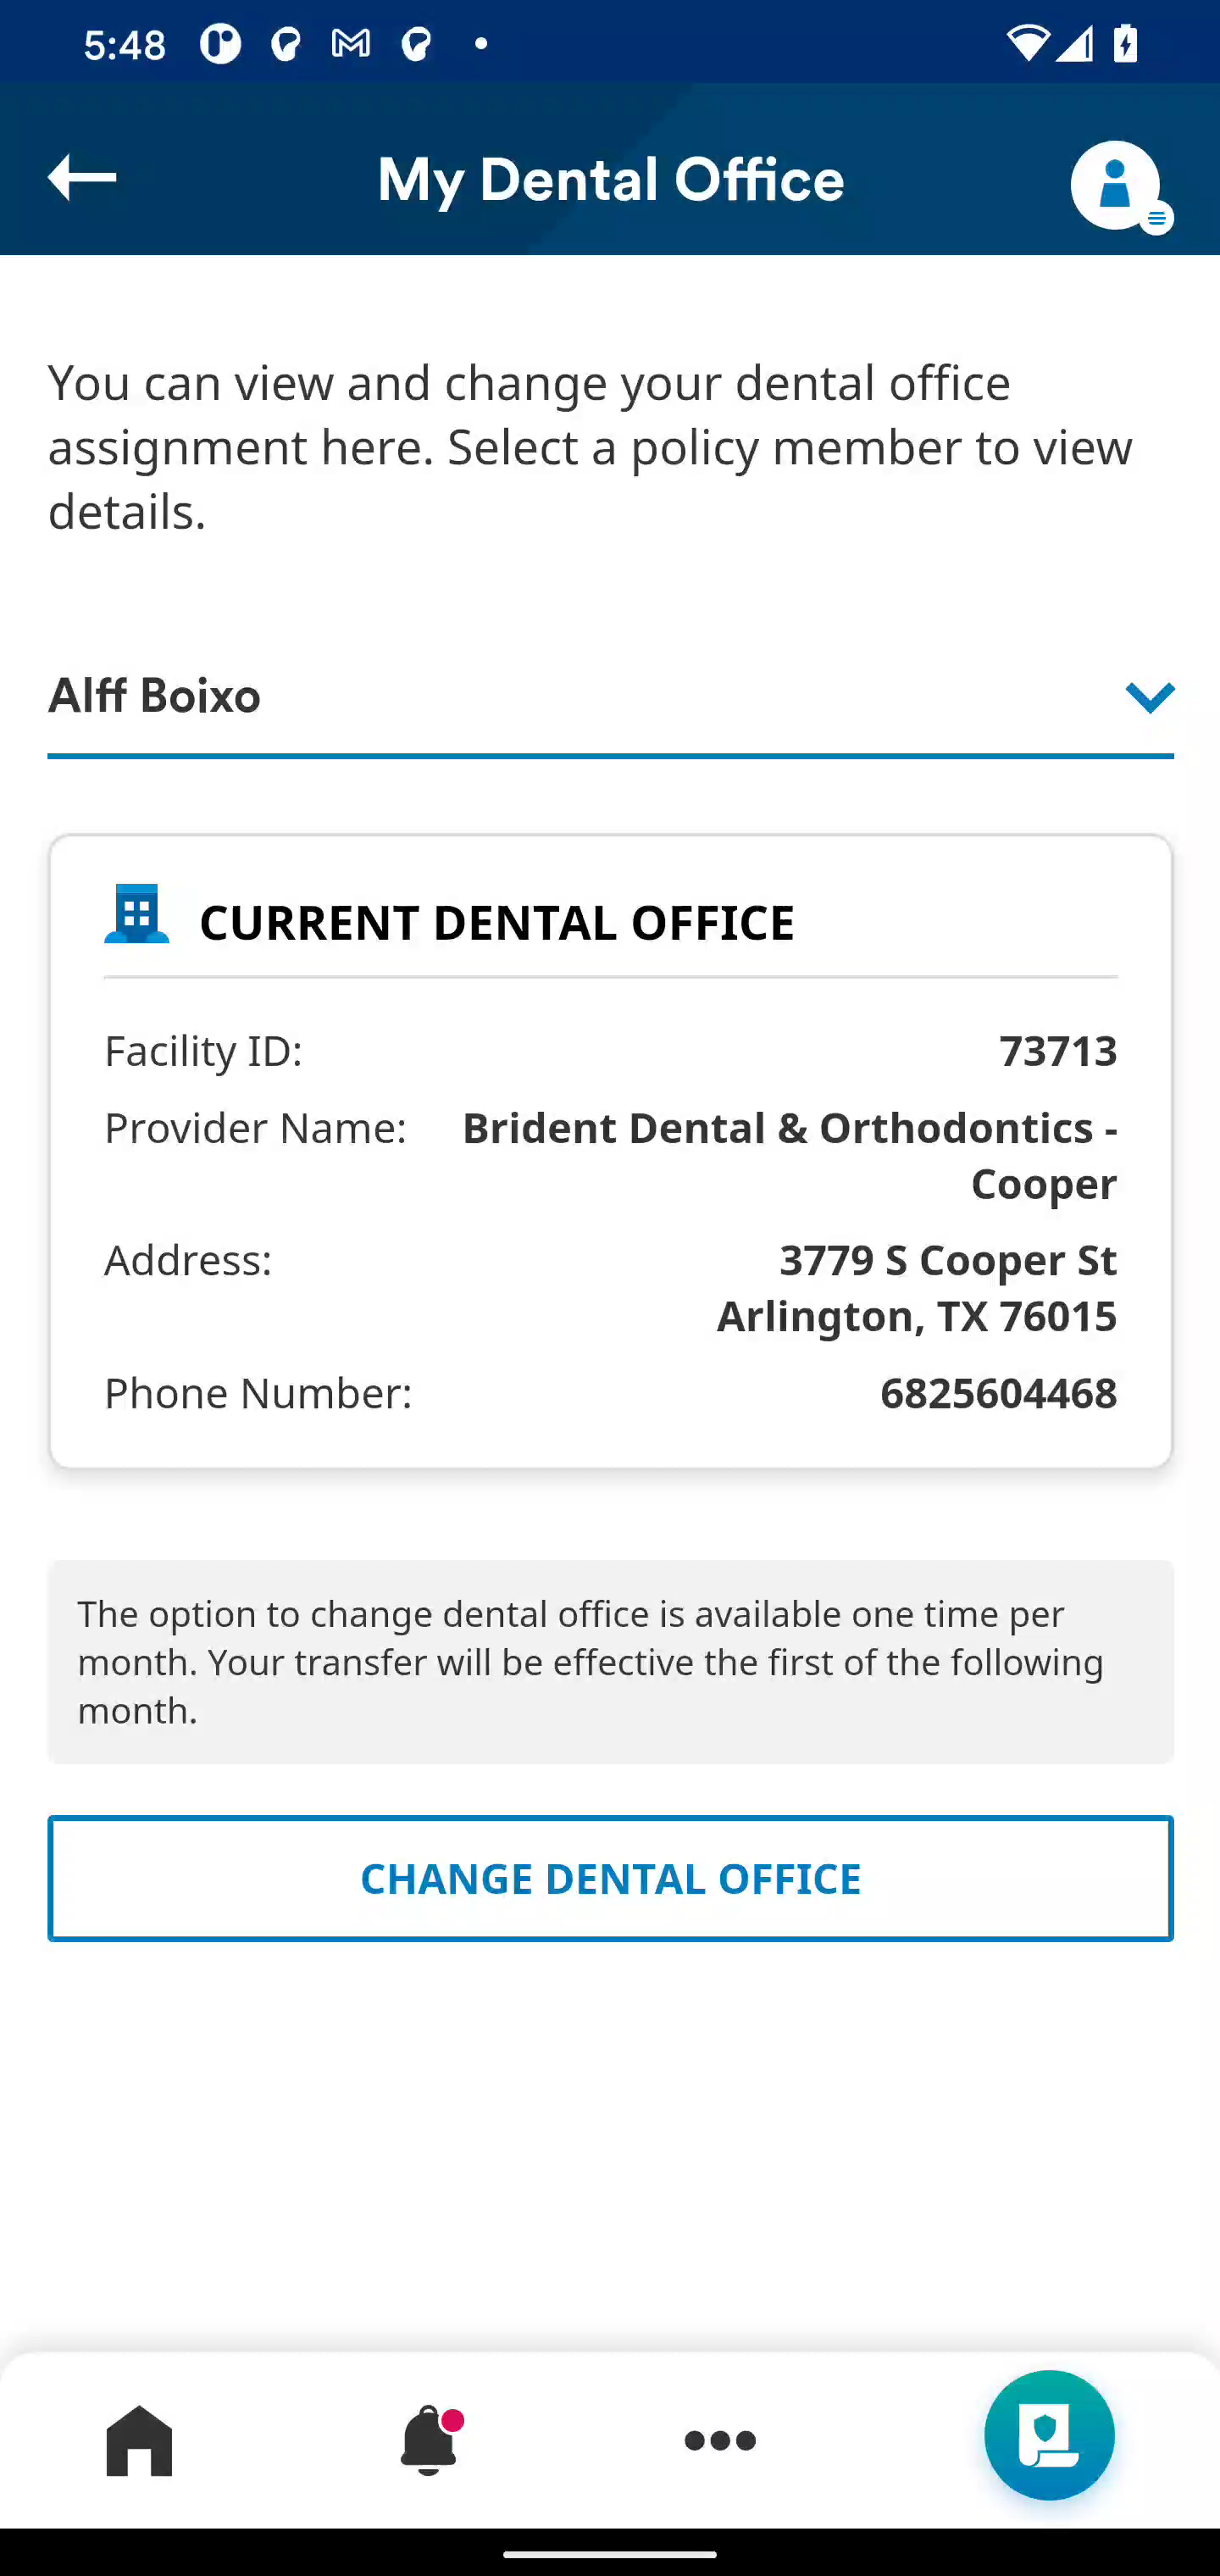 5:48
My Dental Office
You can view and change your dental office
assignment here. Select a policy member to view
details.
Alff Boixo
CURRENT DENTAL OFFICE
Facility ID: 73713
Provider Name: Brident Dental & Orthodontics -
Cooper
Address: 3779 S Cooper St
Arlington, TX 76015
Phone Number: 6825604468
The option to change dental office is available one time per
month. Your transfer will be effective the first of the following
month.
CHANGE DENTAL OFFICE